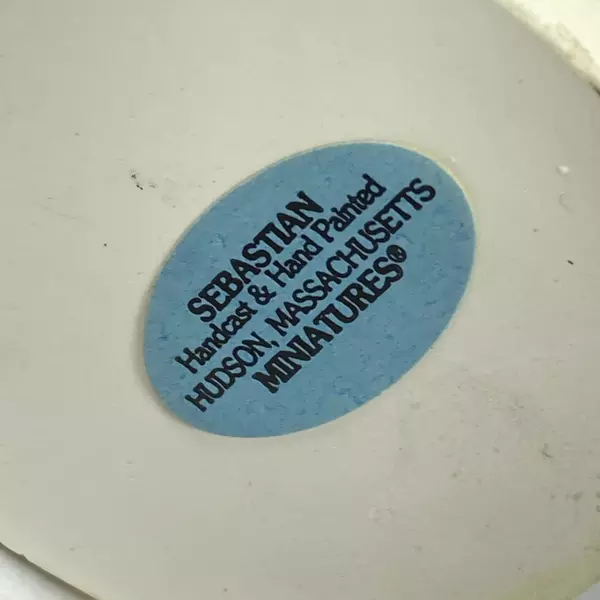 SEBASTIAN
Handcast & Hand Painted
HUDSON, MASSACHUSETTS
MINIATURES®